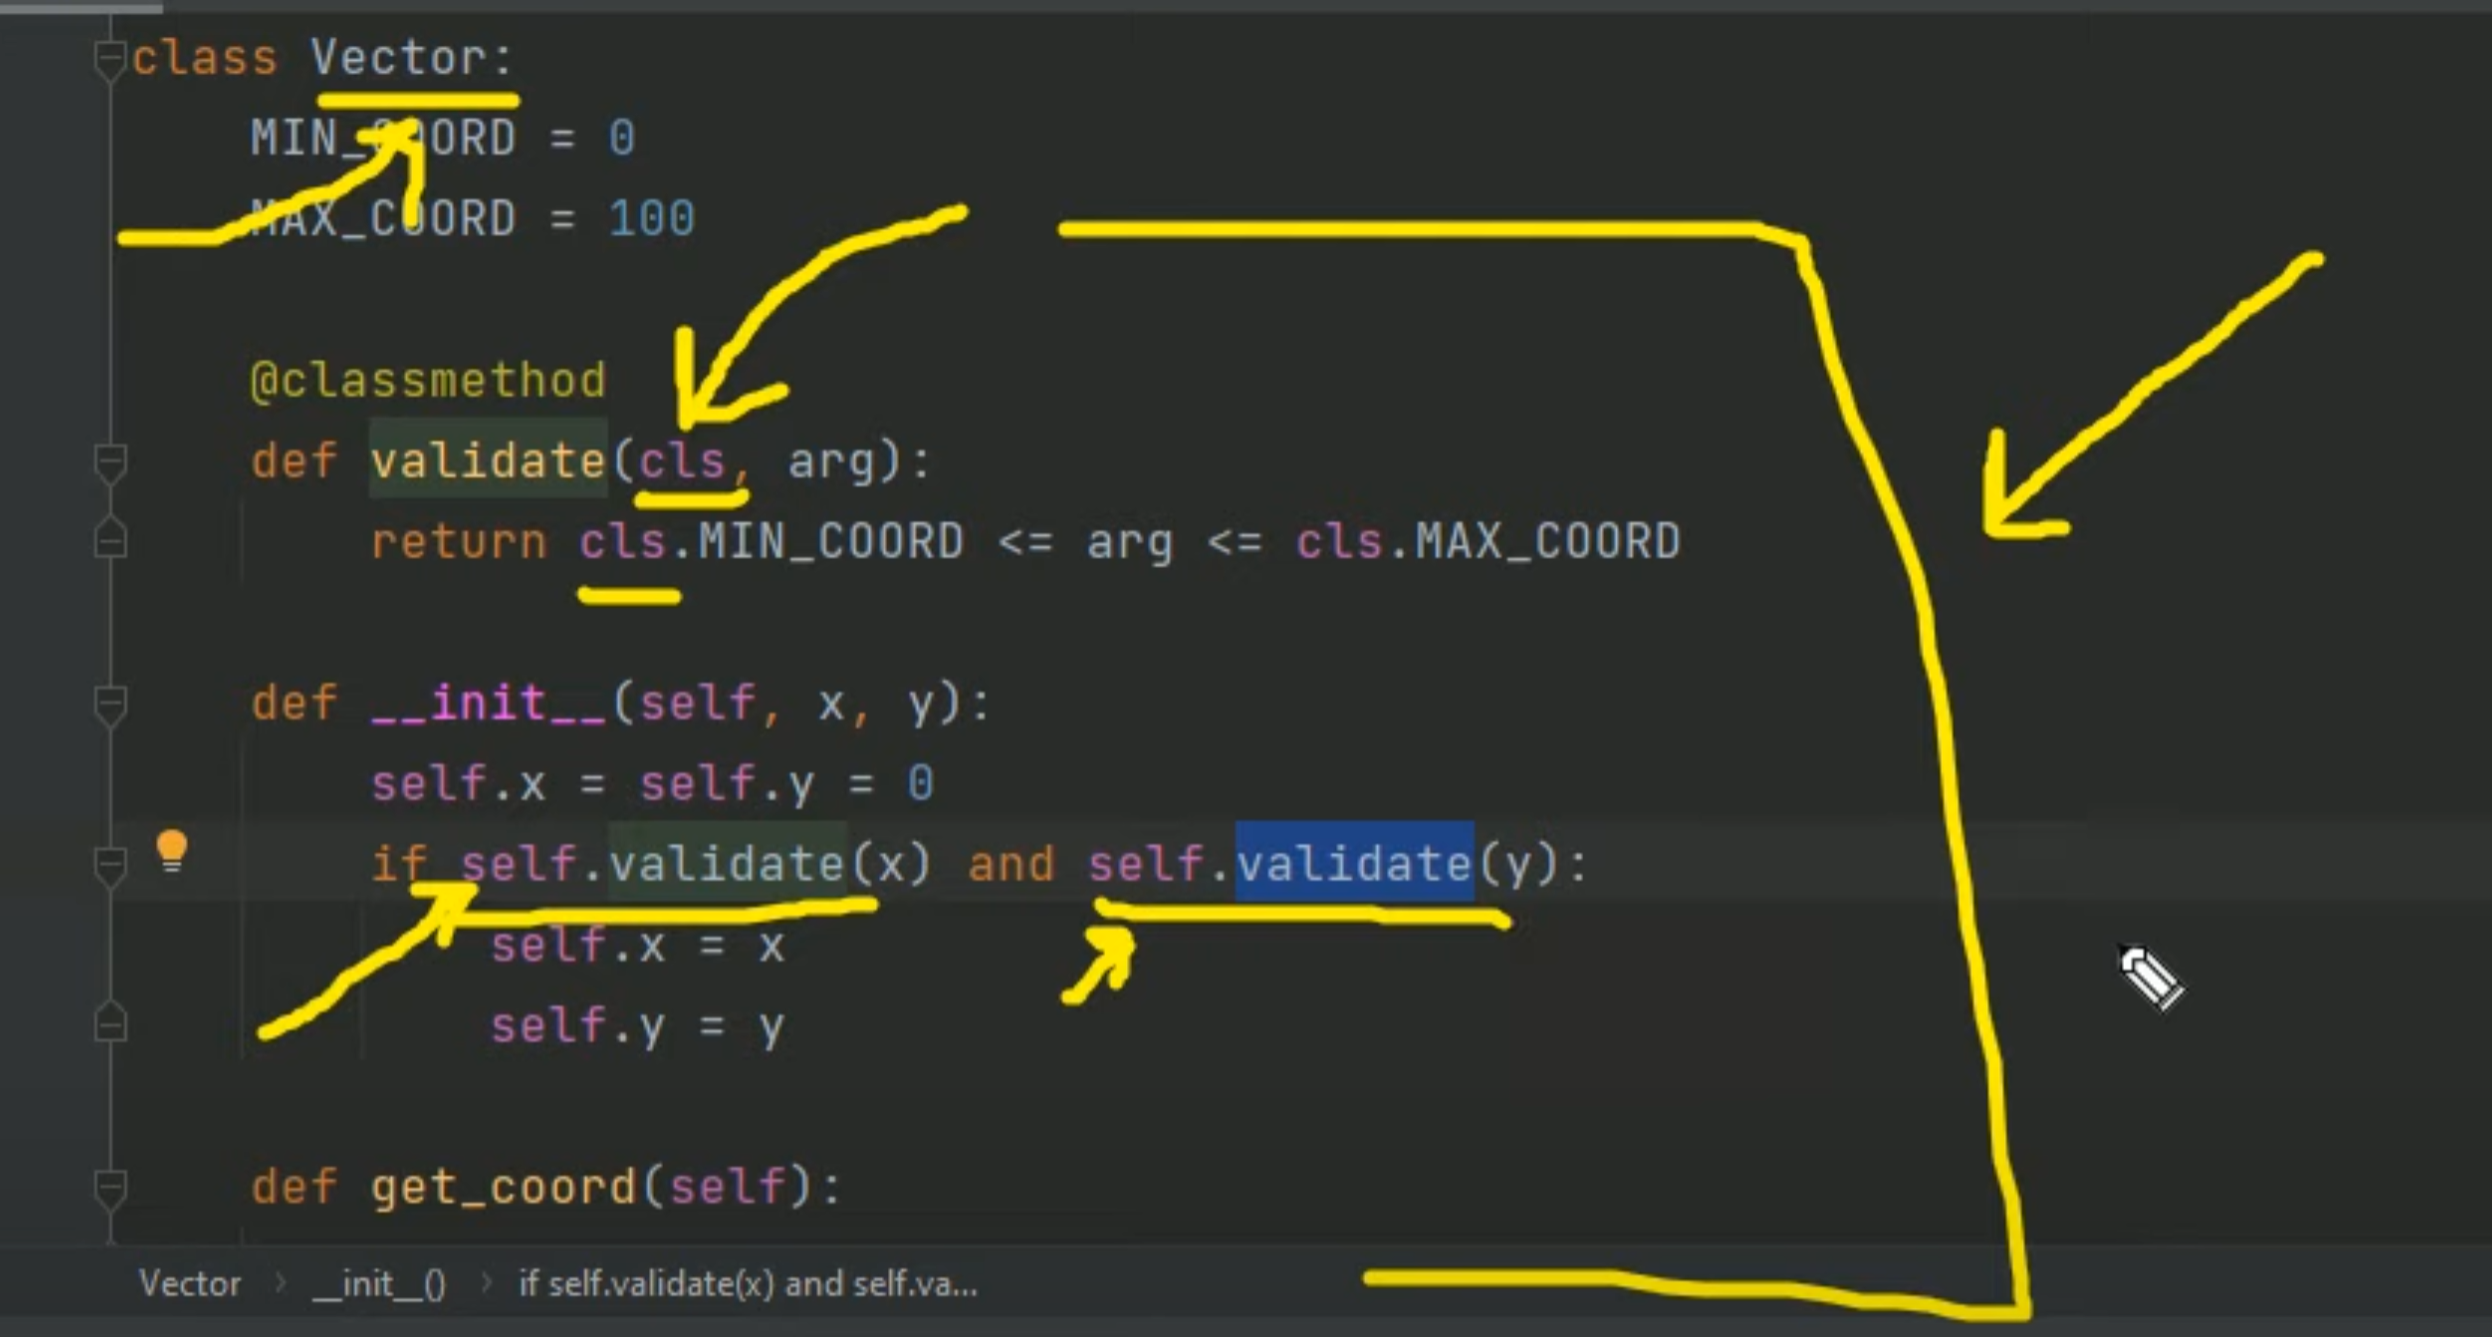 class Vector:
    MIN_COORD = 0
    MAX_COORD = 100
    @classmethod
    def validate(cls, arg):
        return cls.MIN_COORD <= arg <= cls.MAX_COORD
    def __init__(self, x, y):
        self.x = self.y = 0
        if self.validate(x) and self.validate(y):
            self.x = x
            self.y = y
    def get_coord(self):
Vector > __init__() > if self.validate(x) and self.va...